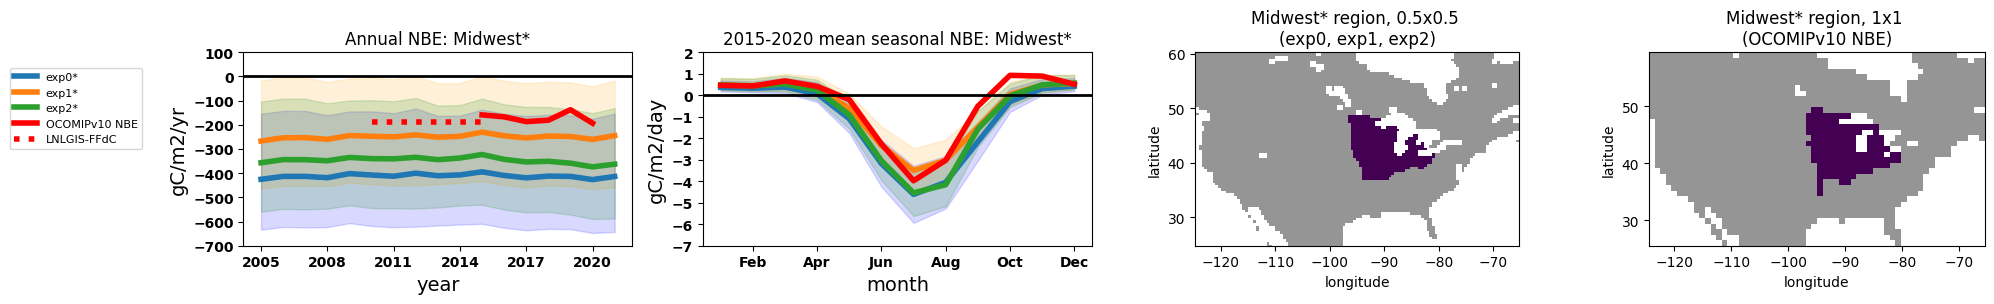 exp0*
exp1*
exp2*
OCOMIPv10 NBE
LNLGIS-FFdC
Annual NBE: Midwest*
gC/m2/yr
100
0
−100
−200
−300
−400
−500
−600
−700
2005
2008
2011
2014
2017
2020
year
2015-2020 mean seasonal NBE: Midwest*
gC/m2/day
2
1
0
−1
−2
−3
−4
−5
−6
−7
Feb
Apr
Jun
Aug
Oct
Dec
month
Midwest* region, 0.5x0.5
(exp0, exp1, exp2)
latitude
60
50
40
30
−120
−110
−100
−90
−80
−70
longitude
Midwest* region, 1x1
(OCOMIPv10 NBE)
latitude
50
40
30
−120
−110
−100
−90
−80
−70
longitude